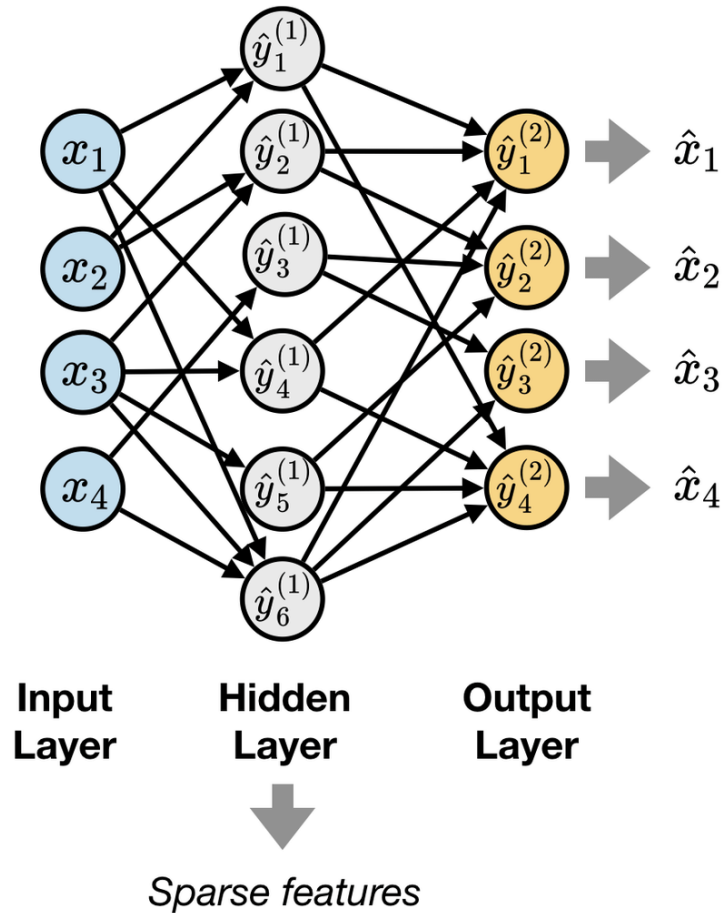 ŷ₁⁽¹⁾
x₁ ŷ₂⁽¹⁾ ŷ₁⁽²⁾ x̂₁
x₂ ŷ₃⁽¹⁾ ŷ₂⁽²⁾ x̂₂
x₃ ŷ₄⁽¹⁾ ŷ₃⁽²⁾ x̂₃
x₄ ŷ₅⁽¹⁾ ŷ₄⁽²⁾ x̂₄
ŷ₆⁽¹⁾
Input Layer
Hidden Layer
Output Layer
Sparse features